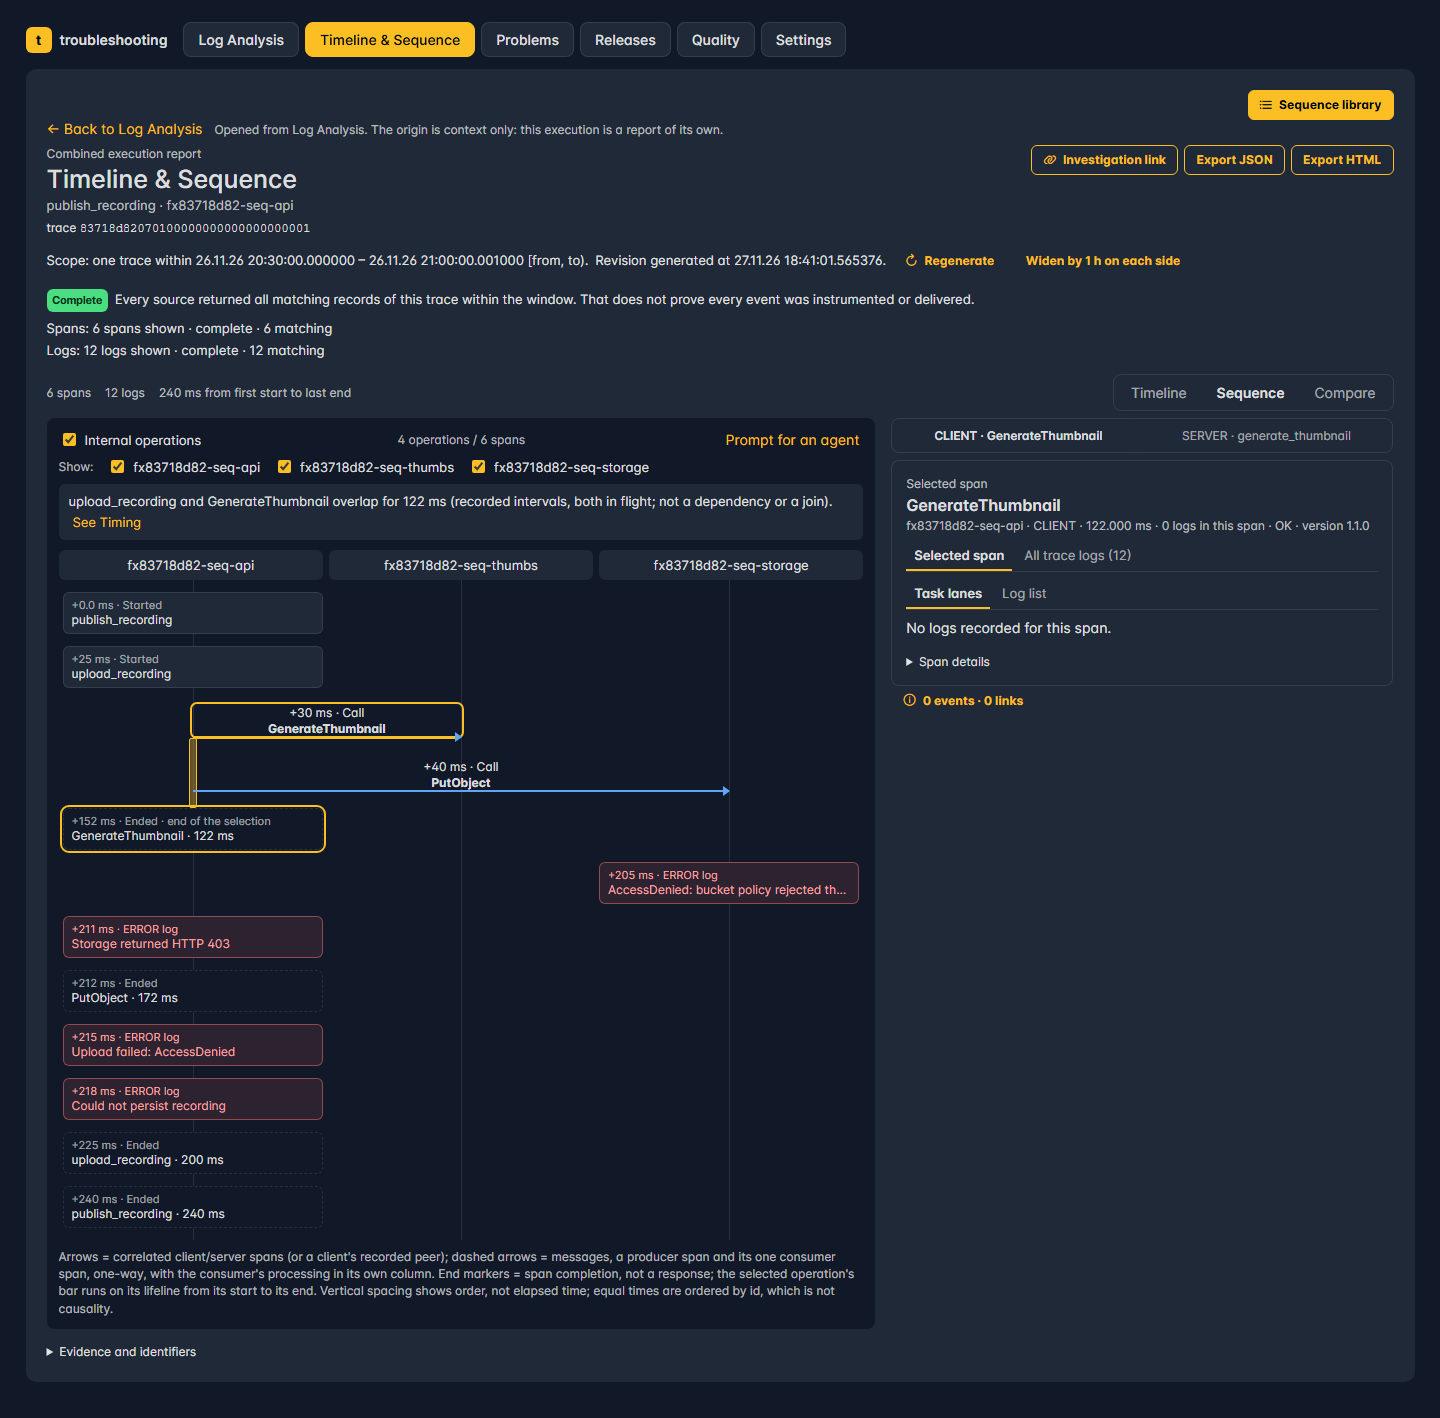 t troubleshooting Log Analysis Timeline & Sequence Problems Releases Quality Settings
Sequence library
← Back to Log Analysis Opened from Log Analysis. The origin is context only: this execution is a report of its own.
Combined execution report
Investigation link Export JSON Export HTML
Timeline & Sequence
publish_recording · fx83718d82-seq-api
Scope: one trace within 26.11.26 20:30:00.000000 – 26.11.26 21:00:00.001000 [from, to). Revision generated at 27.11.26 18:41:01.565376. Regenerate Widen by 1 h on each side
Complete Every source returned all matching records of this trace within the window. That does not prove every event was instrumented or delivered.
Spans: 6 spans shown · complete · 6 matching
Logs: 12 logs shown · complete · 12 matching
6 spans 12 logs 240 ms from first start to last end
Timeline Sequence Compare
Internal operations 4 operations / 6 spans Prompt for an agent
Show: fx83718d82-seq-api fx83718d82-seq-thumbs fx83718d82-seq-storage
upload_recording and GenerateThumbnail overlap for 122 ms (recorded intervals, both in flight; not a dependency or a join).
See Timing
fx83718d82-seq-api fx83718d82-seq-thumbs fx83718d82-seq-storage
+0.0 ms · Started
publish_recording
+25 ms · Started
upload_recording
+30 ms · Call
GenerateThumbnail
+40 ms · Call
PutObject
+152 ms · Ended · end of the selection
GenerateThumbnail · 122 ms
+205 ms · ERROR log
AccessDenied: bucket policy rejected th...
+211 ms · ERROR log
Storage returned HTTP 403
+212 ms · Ended
PutObject · 172 ms
+215 ms · ERROR log
Upload failed: AccessDenied
+218 ms · ERROR log
Could not persist recording
+225 ms · Ended
upload_recording · 200 ms
+240 ms · Ended
publish_recording · 240 ms
Arrows = correlated client/server spans (or a client's recorded peer); dashed arrows = messages, a producer span and its one consumer
span, one-way, with the consumer's processing in its own column. End markers = span completion, not a response; the selected operation's
bar runs on its lifeline from its start to its end. Vertical spacing shows order, not elapsed time; equal times are ordered by id, which is not
causality.
CLIENT · GenerateThumbnail SERVER · generate_thumbnail
Selected span
GenerateThumbnail
fx83718d82-seq-api · CLIENT · 122.000 ms · 0 logs in this span · OK · version 1.1.0
Selected span All trace logs (12)
Task lanes Log list
No logs recorded for this span.
Span details
0 events · 0 links
Evidence and identifiers